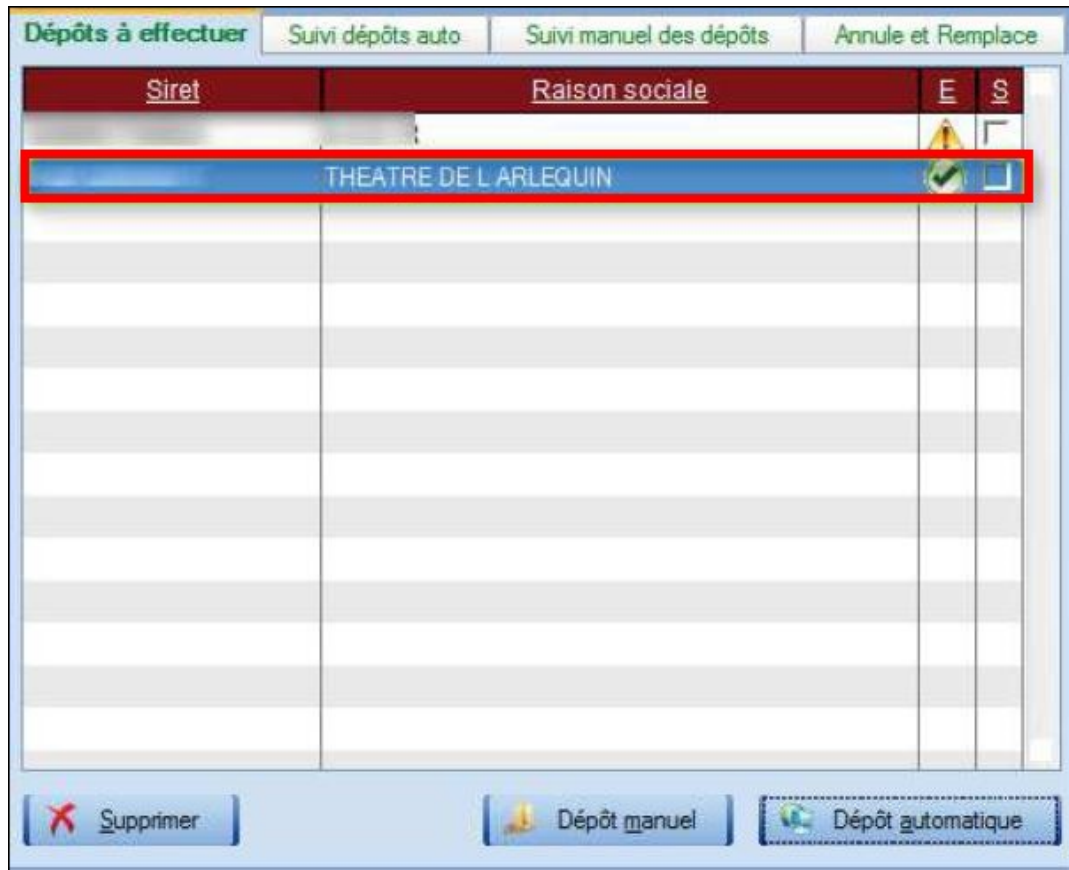 Dépôts à effectuer Suivi dépôts auto Suivi manuel des dépôts Annule et Remplace
Siret Raison sociale E S
THEATRE DE L ARLEQUIN
Supprimer Dépôt manuel Dépôt automatique